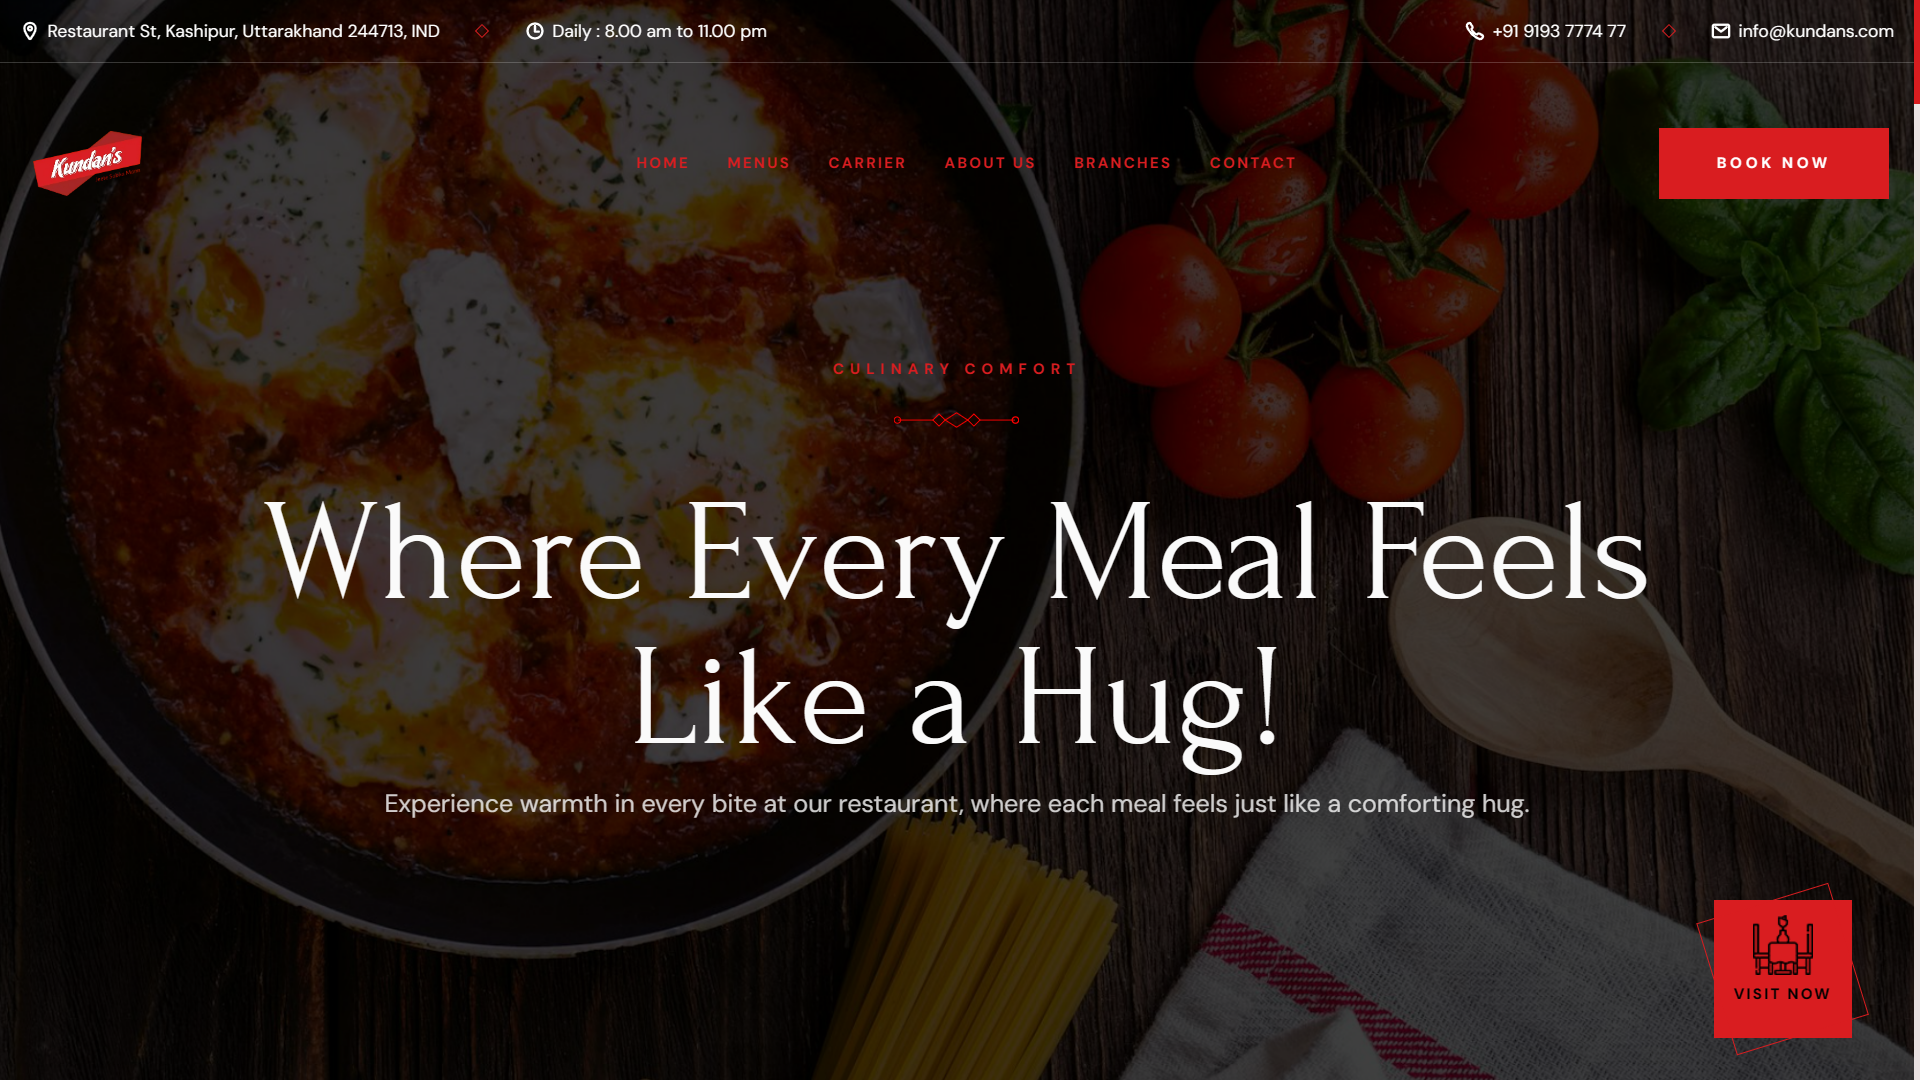 Restaurant St, Kashipur, Uttarakhand 244713, IND
Daily : 8.00 am to 11.00 pm
+91 9193 7774 77
info@kundans.com
Kundan's
HOME
MENUS
CARRIER
ABOUT US
BRANCHES
CONTACT
BOOK NOW
CULINARY COMFORT
Where Every Meal Feels
Like a Hug!
Experience warmth in every bite at our restaurant, where each meal feels just like a comforting hug.
VISIT NOW